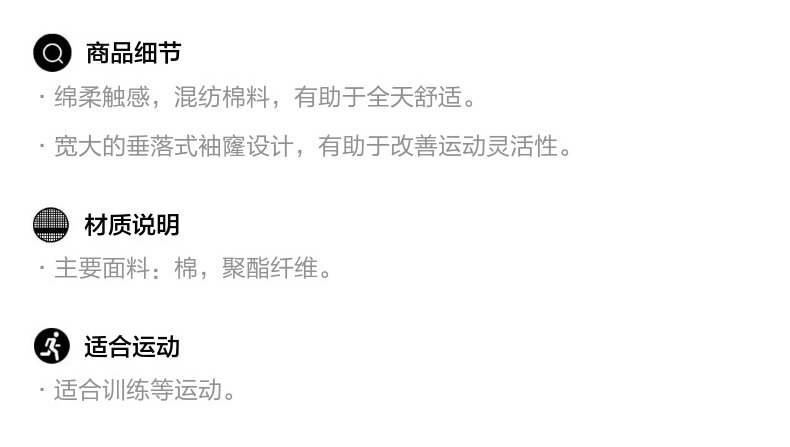 商品细节
· 绵柔触感，混纺棉料，有助于全天舒适。
· 宽大的垂落式袖窿设计，有助于改善运动灵活性。
材质说明
· 主要面料：棉，聚酯纤维。
适合运动
· 适合训练等运动。